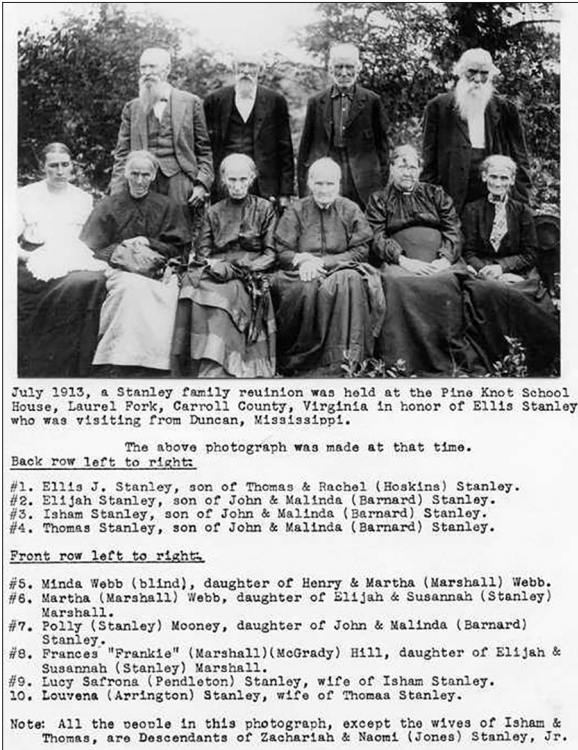 July 1913, a Stanley family reunion was held at the Pine Knot School
House, Laurel Fork, Carroll County, Virginia in honor of Ellis Stanley
who was visiting from Duncan, Mississippi.
The above photograph was made at that time.
Back row left to right:
#1. Ellis J. Stanley, son of Thomas & Rachel (Hoskins) Stanley.
#2. Elijah Stanley, son of John & Malinda (Barnard) Stanley.
#3. Isham Stanley, son of John & Malinda (Barnard) Stanley.
#4. Thomas Stanley, son of John & Malinda (Barnard) Stanley.
Front row left to right:
#5. Minda Webb (blind), daughter of Henry & Martha (Marshall) Webb.
#6. Martha (Marshall) Webb, daughter of Elijah & Susannah (Stanley)
Marshall.
#7. Polly (Stanley) Mooney, daughter of John & Malinda (Barnard)
Stanley.
#8. Frances "Frankie" (Marshall)(McGrady) Hill, daughter of Elijah &
Susannah (Stanley) Marshall.
#9. Lucy Safrona (Pendleton) Stanley, wife of Isham Stanley.
10. Louvena (Arrington) Stanley, wife of Thomas Stanley.
Note: All the people in this photograph, except the wives of Isham &
Thomas, are Descendants of Zachariah & Naomi (Jones) Stanley, Jr.